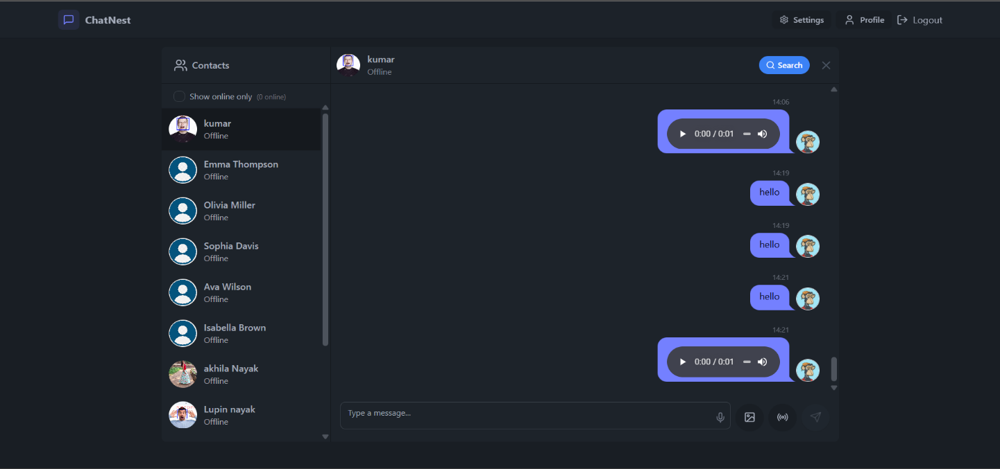 ChatNest
Settings
Profile
Logout
Contacts
Show online only (0 online)
kumar
Offline
Emma Thompson
Offline
Olivia Miller
Offline
Sophia Davis
Offline
Ava Wilson
Offline
Isabella Brown
Offline
akhila Nayak
Offline
Lupin nayak
Offline
kumar
Offline
Search
14:06
0:00 / 0:01
14:19
hello
14:19
hello
14:21
hello
14:21
0:00 / 0:01
Type a message...